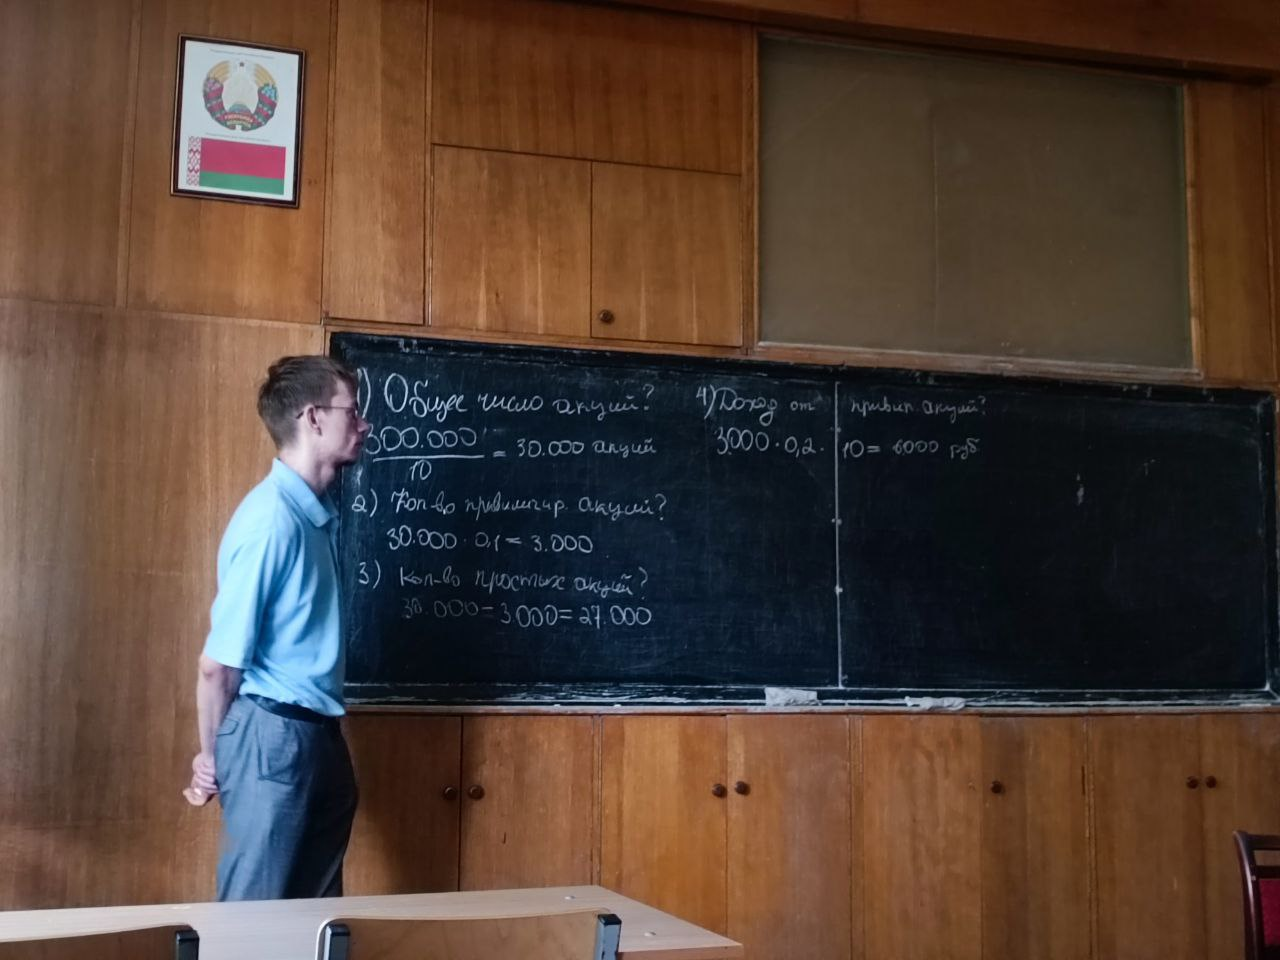 1) Общее число акций?
300.000
10
= 30.000 акций
2) Кол-во привилигир. акций?
30.000 · 0,1 = 3.000
3) Кол-во простых акций?
30.000 - 3.000 = 27.000
4) Доход от привил. акций?
3000 · 0,2 · 10 = 6000 руб